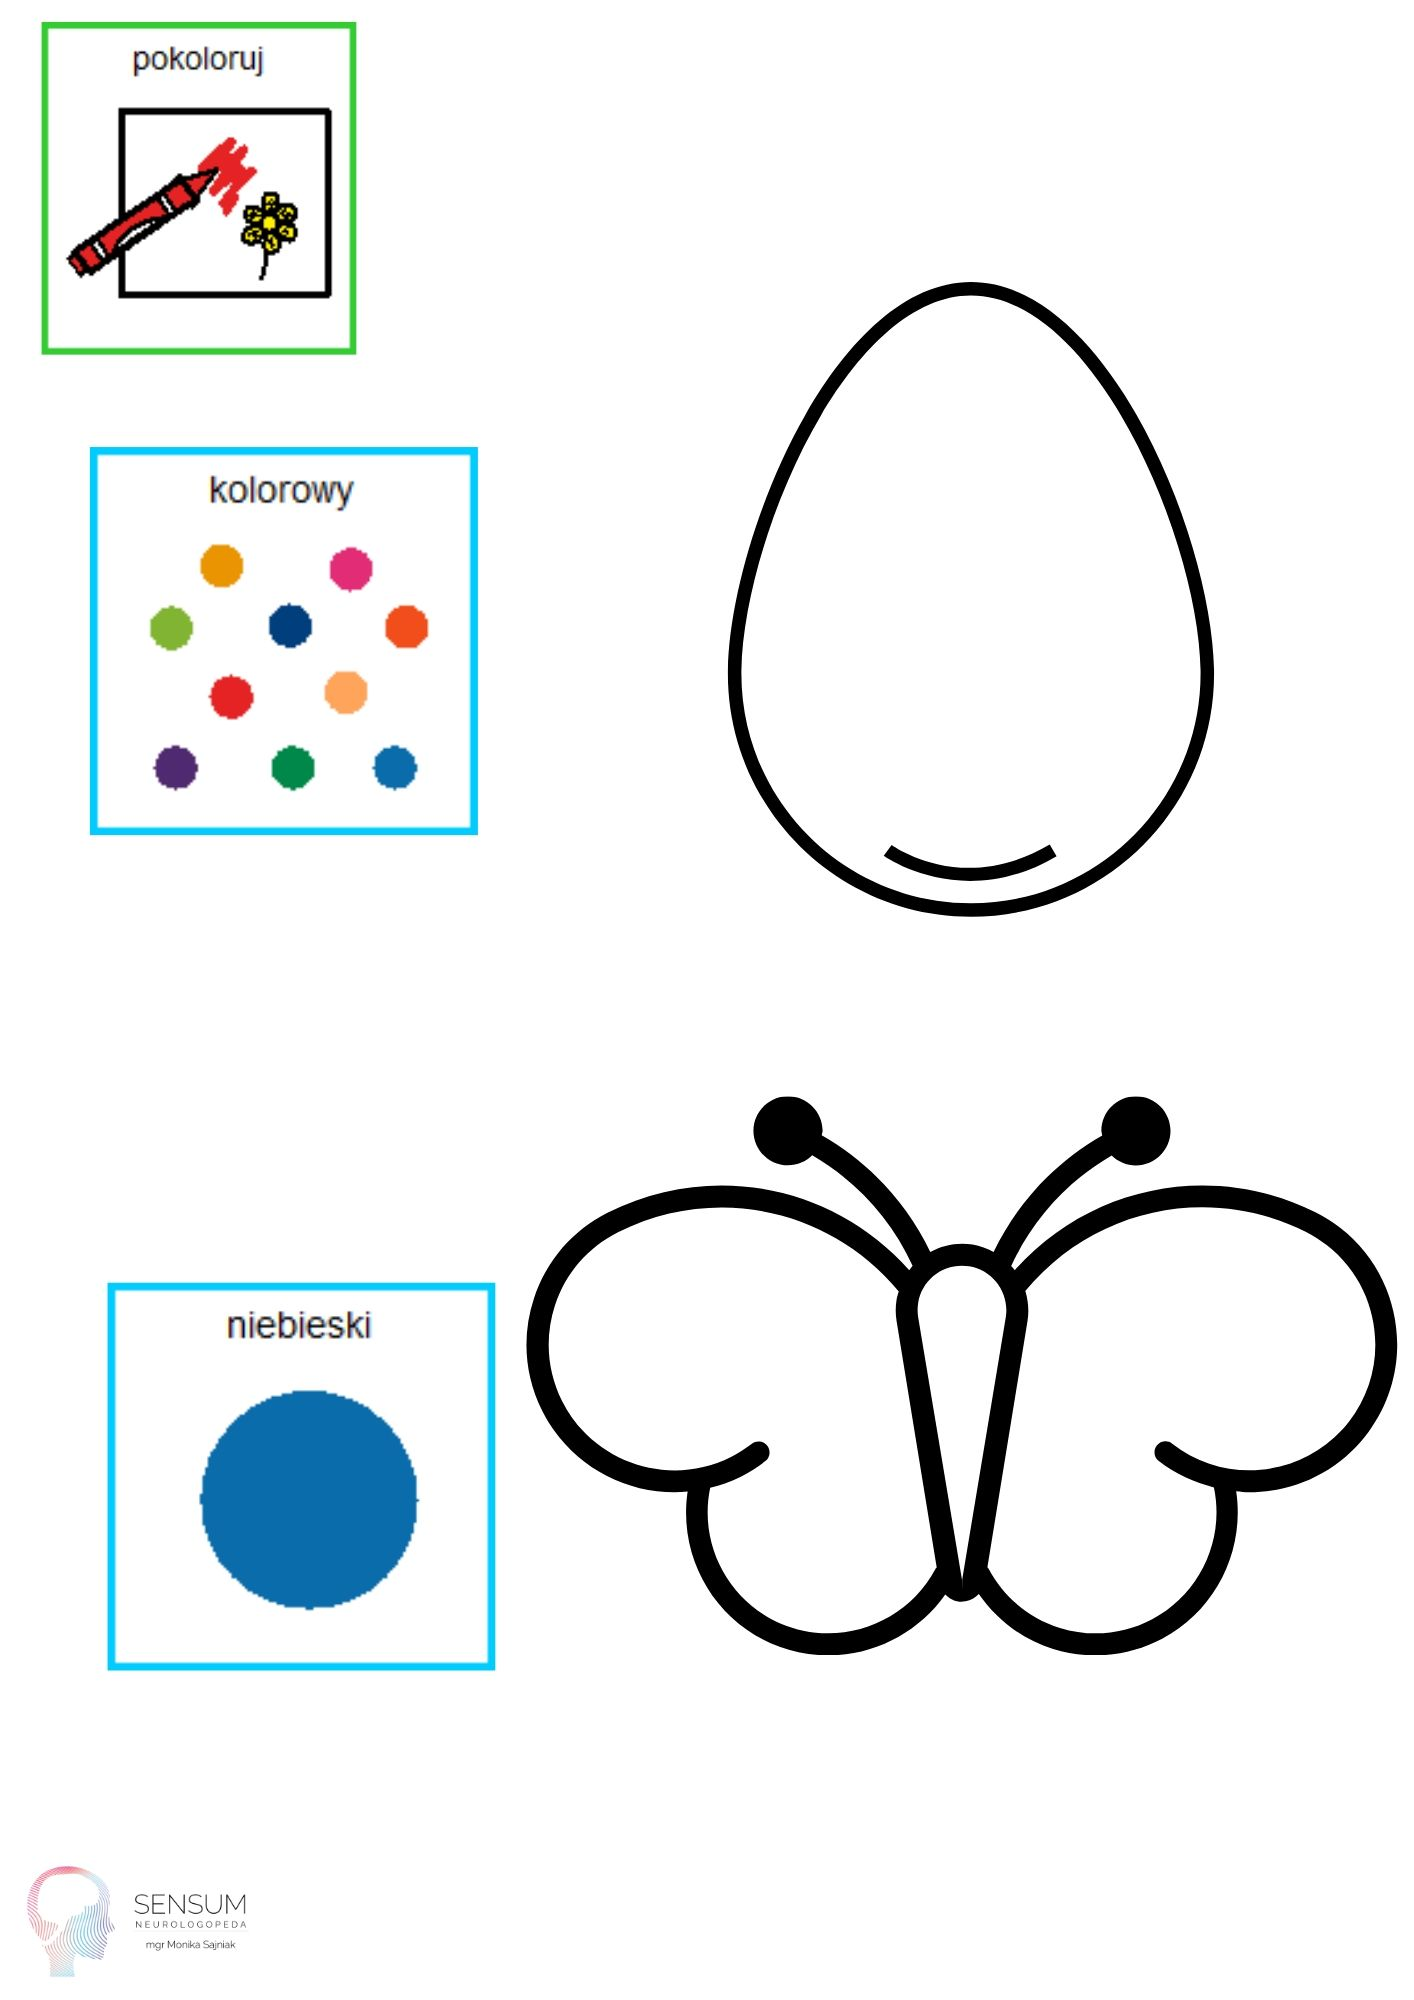 pokoloruj
kolorowy
niebieski
SENSUM
NEUROLOGOPEDA
mgr Monika Sajniak